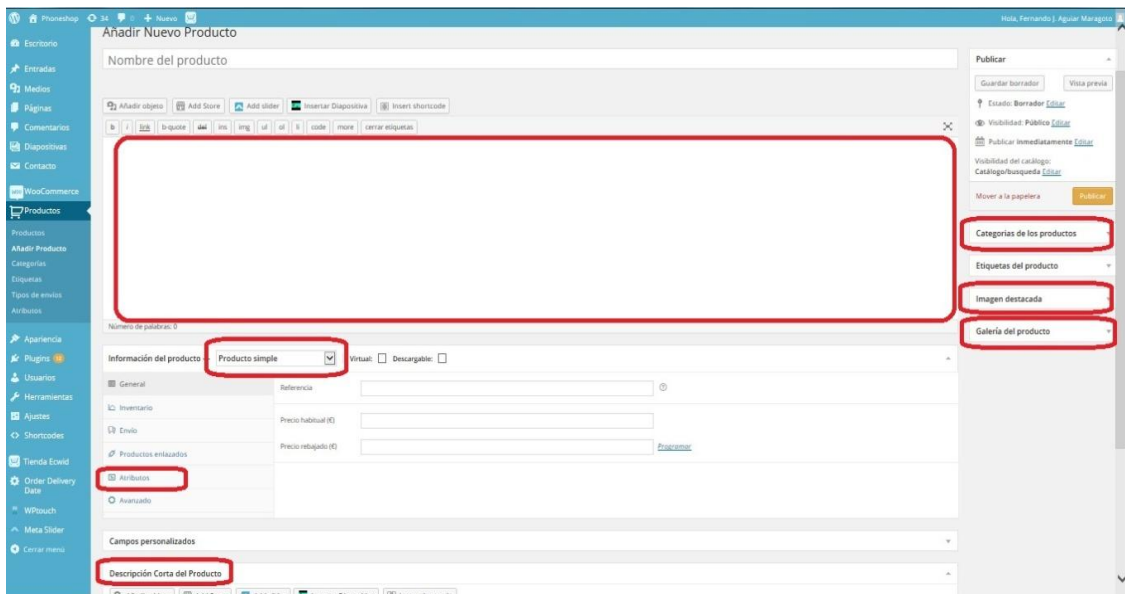 Phoneshop 34 Nuevo
Hola, Fernando J. Aguiar Maragoto
Escritorio
Entradas
Medios
Páginas
Comentarios
Diapositivas
Contacto
WooCommerce
Productos
Productos
Añadir Producto
Categorías
Etiquetas
Tipos de envíos
Atributos
Apariencia
Plugins
Usuarios
Herramientas
Ajustes
Shortcodes
Tienda Ecwid
Order Delivery
Date
WPtouch
Meta Slider
Cerrar menú
Añadir Nuevo Producto
Nombre del producto
Añadir objeto Add Store Add slider Insertar Diapositiva Insert shortcode
b i link b-quote del ins img ul ol li code more cerrar etiquetas
Número de palabras: 0
Información del producto – Producto simple Virtual: Descargable:
General
Inventario
Envío
Productos enlazados
Atributos
Avanzado
Referencia
Precio habitual (€)
Precio rebajado (€) Programar
Campos personalizados
Descripción Corta del Producto
Publicar
Guardar borrador Vista previa
Estado: Borrador Editar
Visibilidad: Público Editar
Publicar inmediatamente Editar
Visibilidad del catálogo:
Catálogo/busqueda Editar
Mover a la papelera Publicar
Categorías de los productos
Etiquetas del producto
Imagen destacada
Galería del producto